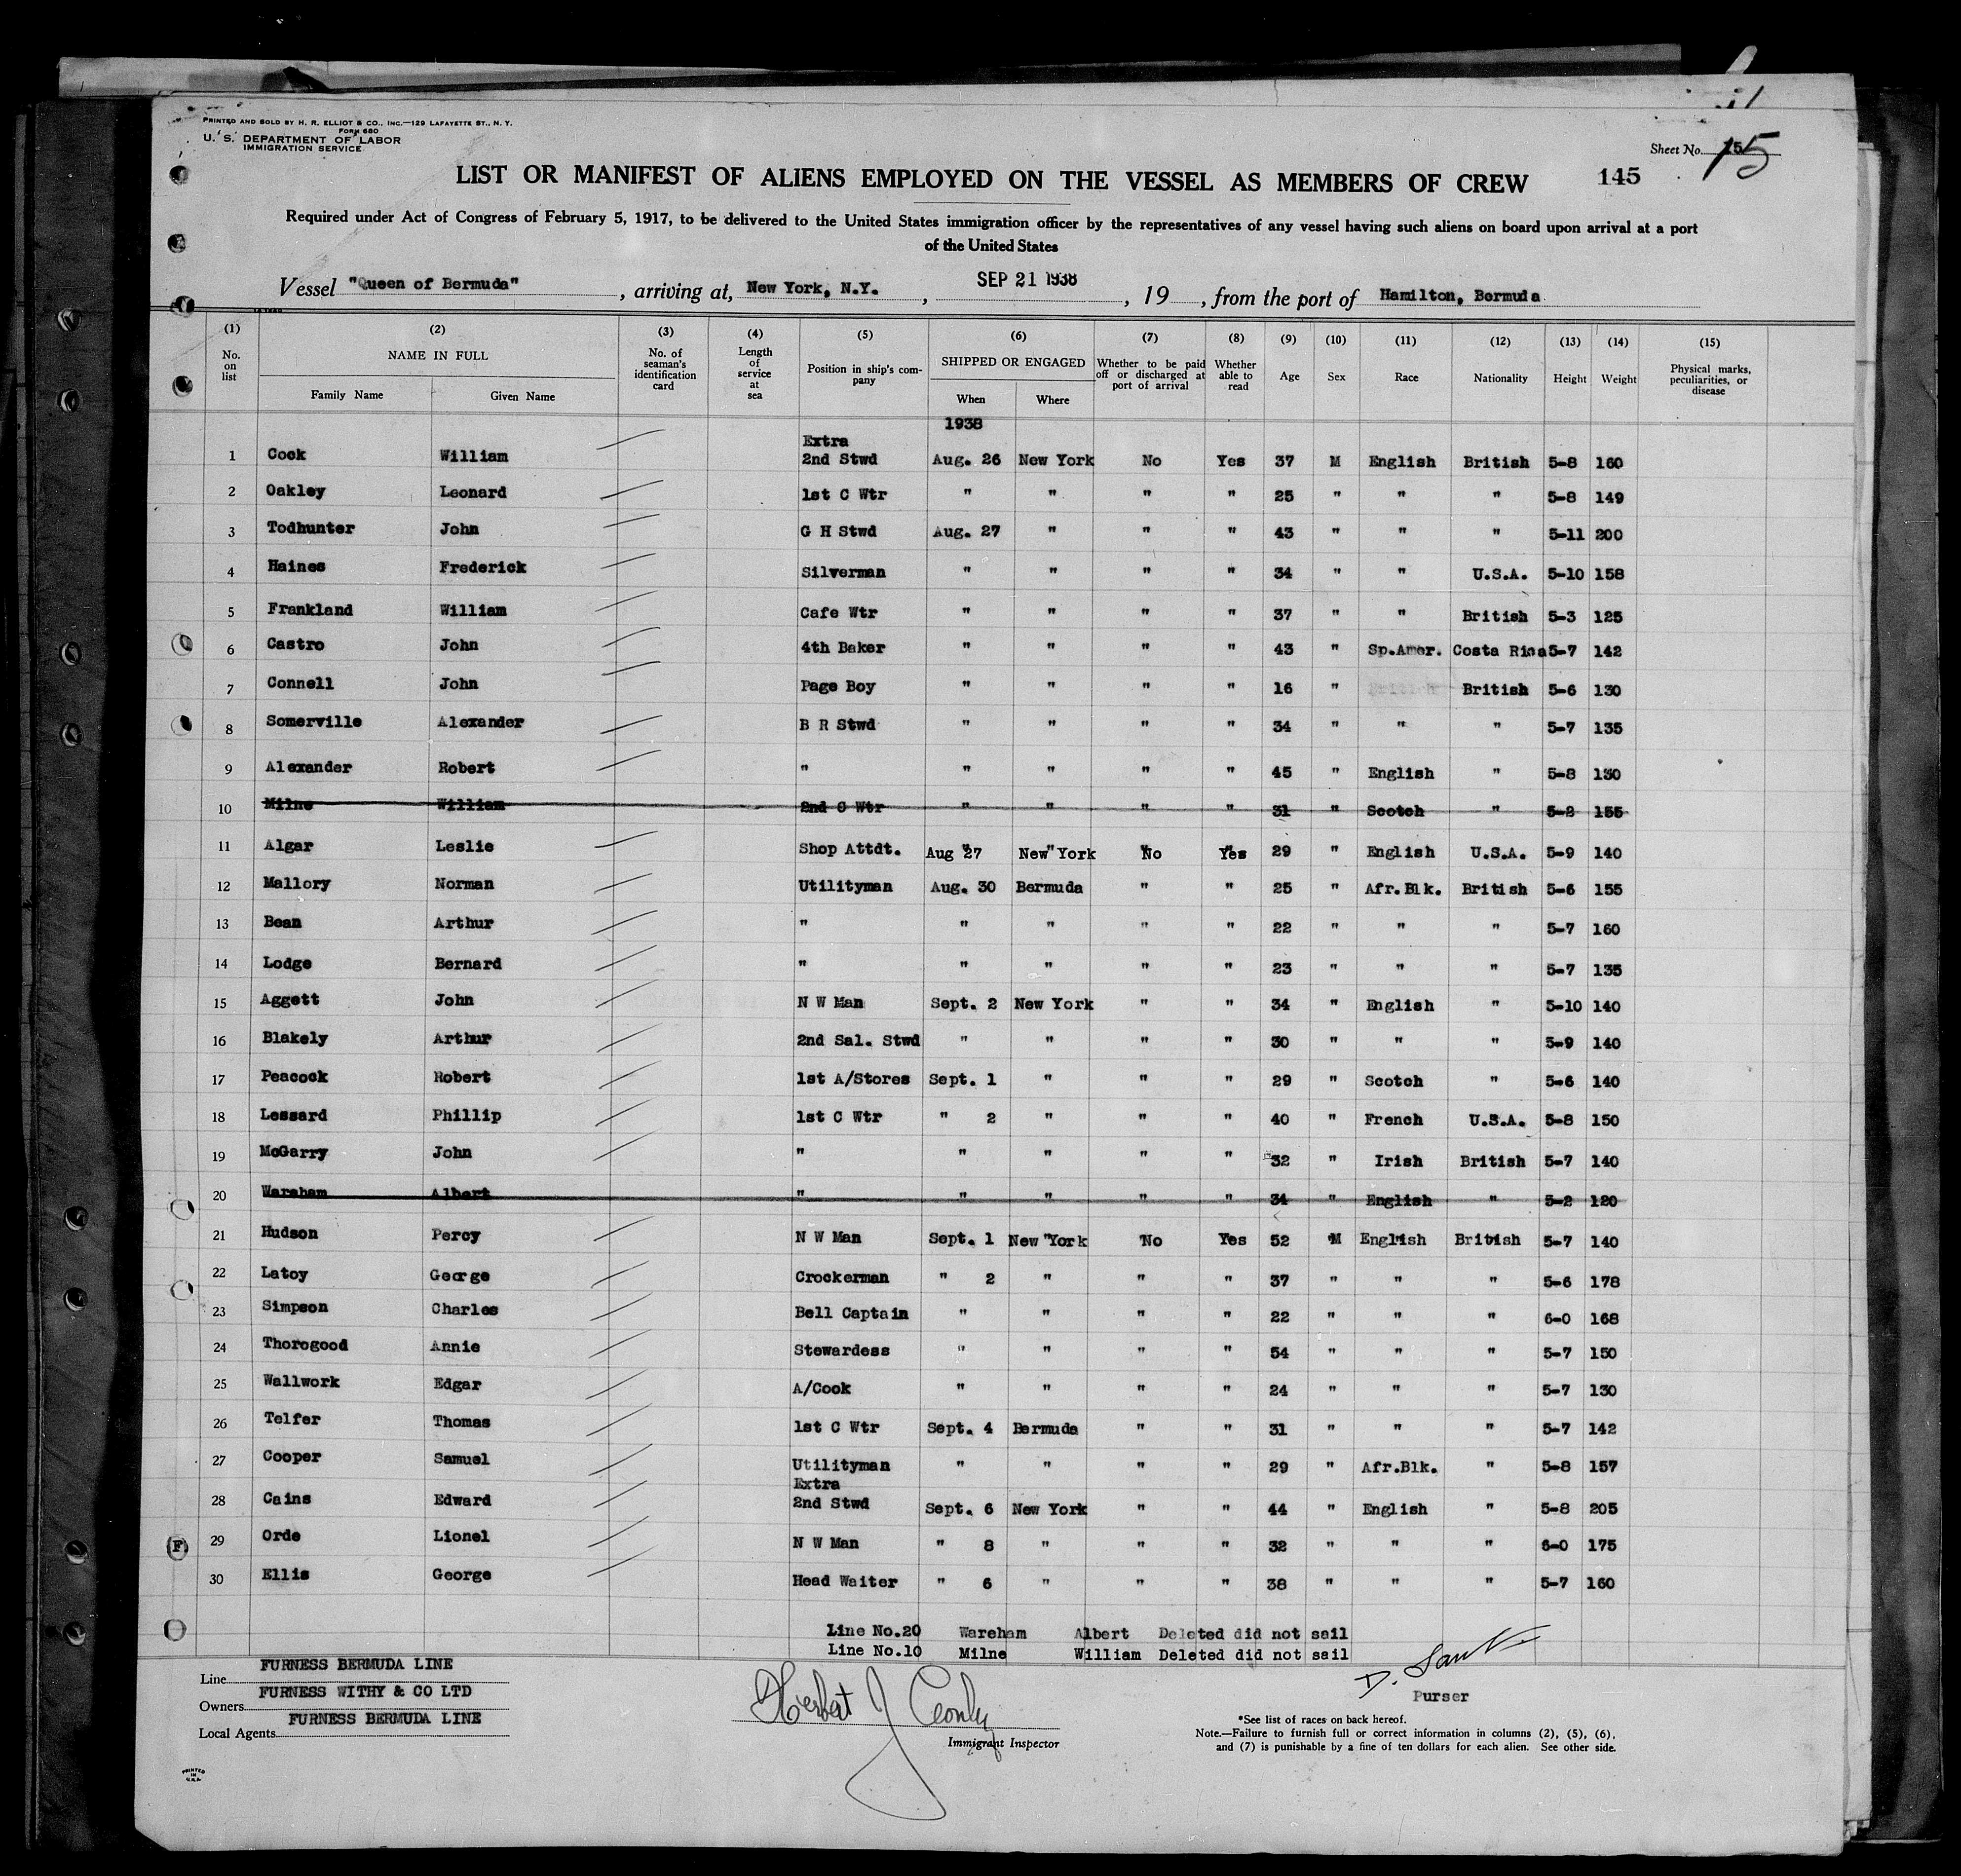 PRINTED AND SOLD BY H. R. ELLIOT & CO., INC.—129 LAFAYETTE ST., N. Y.
FORM 680
U. S. DEPARTMENT OF LABOR
IMMIGRATION SERVICE
Sheet No. 15
LIST OR MANIFEST OF ALIENS EMPLOYED ON THE VESSEL AS MEMBERS OF CREW 145
Required under Act of Congress of February 5, 1917, to be delivered to the United States immigration officer by the representatives of any vessel having such aliens on board upon arrival at a port
of the United States
Vessel "Queen of Bermuda", arriving at, New York, N.Y., SEP 21 1938, 19, from the port of Hamilton, Bermuda
(1) (2) (3) (4) (5) (6) (7) (8) (9) (10) (11) (12) (13) (14) (15)
No. on list NAME IN FULL Family Name Given Name No. of seaman's identification card Length of service at sea Position in ship's company SHIPPED OR ENGAGED When Where Whether to be paid off or discharged at port of arrival Whether able to read Age Sex Race Nationality Height Weight Physical marks, peculiarities, or disease
1938
1 Cook William Extra 2nd Stwd Aug. 26 New York No Yes 37 M English British 5-8 160
2 Oakley Leonard 1st C Wtr " " " " 25 " " " 5-8 149
3 Todhunter John G H Stwd Aug. 27 " " " 43 " " " 5-11 200
4 Haines Frederick Silverman " " " " 34 " " U.S.A. 5-10 158
5 Frankland William Cafe Wtr " " " " 37 " " British 5-3 125
6 Castro John 4th Baker " " " " 43 " Sp.Amer. Costa Rica 5-7 142
7 Connell John Page Boy " " " " 16 " British 5-6 130
8 Somerville Alexander B R Stwd " " " " 34 " " " 5-7 135
9 Alexander Robert " " " " " 45 " English " 5-8 130
10 Milne William 2nd C Wtr " " " " 31 " Scotch " 5-2 155
11 Algar Leslie Shop Attdt. Aug 27 New York No Yes 29 " English U.S.A. 5-9 140
12 Mallory Norman Utilityman Aug. 30 Bermuda " " 25 " Afr.Blk. British 5-6 155
13 Bean Arthur " " " " " 22 " " " 5-7 160
14 Lodge Bernard " " " " " 23 " " " 5-7 135
15 Aggett John N W Man Sept. 2 New York " " 34 " English " 5-10 140
16 Blakely Arthur 2nd Sal. Stwd " " " " 30 " " " 5-9 140
17 Peacock Robert 1st A/Stores Sept. 1 " " " 29 " Scotch " 5-6 140
18 Lessard Phillip 1st C Wtr " 2 " " " 40 " French U.S.A. 5-8 150
19 McGarry John " " " " " 32 " Irish British 5-7 140
20 Wareham Albert " " " " " 34 " English " 5-2 120
21 Hudson Percy N W Man Sept. 1 New York No Yes 52 M English British 5-7 140
22 Latoy George Crockerman " 2 " " " 37 " " " 5-6 178
23 Simpson Charles Bell Captain " " " " 22 " " " 6-0 168
24 Thorogood Annie Stewardess " " " " 54 " " " 5-7 150
25 Wallwork Edgar A/Cook " " " " 24 " " " 5-7 130
26 Telfer Thomas 1st C Wtr Sept. 4 Bermuda " " 31 " " " 5-7 142
27 Cooper Samuel Utilityman " " " " 29 " Afr.Blk. " 5-8 157
28 Cains Edward Extra 2nd Stwd Sept. 6 New York " " 44 " English " 5-8 205
29 Orde Lionel N W Man " 8 " " " 32 " " " 6-0 175
30 Ellis George Head Waiter " 6 " " " 38 " " " 5-7 160
Line No.20 Wareham Albert Deleted did not sail
Line No.10 Milne William Deleted did not sail
Line FURNESS BERMUDA LINE
Owners FURNESS WITHY & CO LTD
Local Agents FURNESS BERMUDA LINE
Herbert J
Immigrant Inspector
D.
Purser
*See list of races on back hereof.
Note.—Failure to furnish full or correct information in columns (2), (5), (6),
and (7) is punishable by a fine of ten dollars for each alien. See other side.
PRINTED
IN
U.S.A.
F